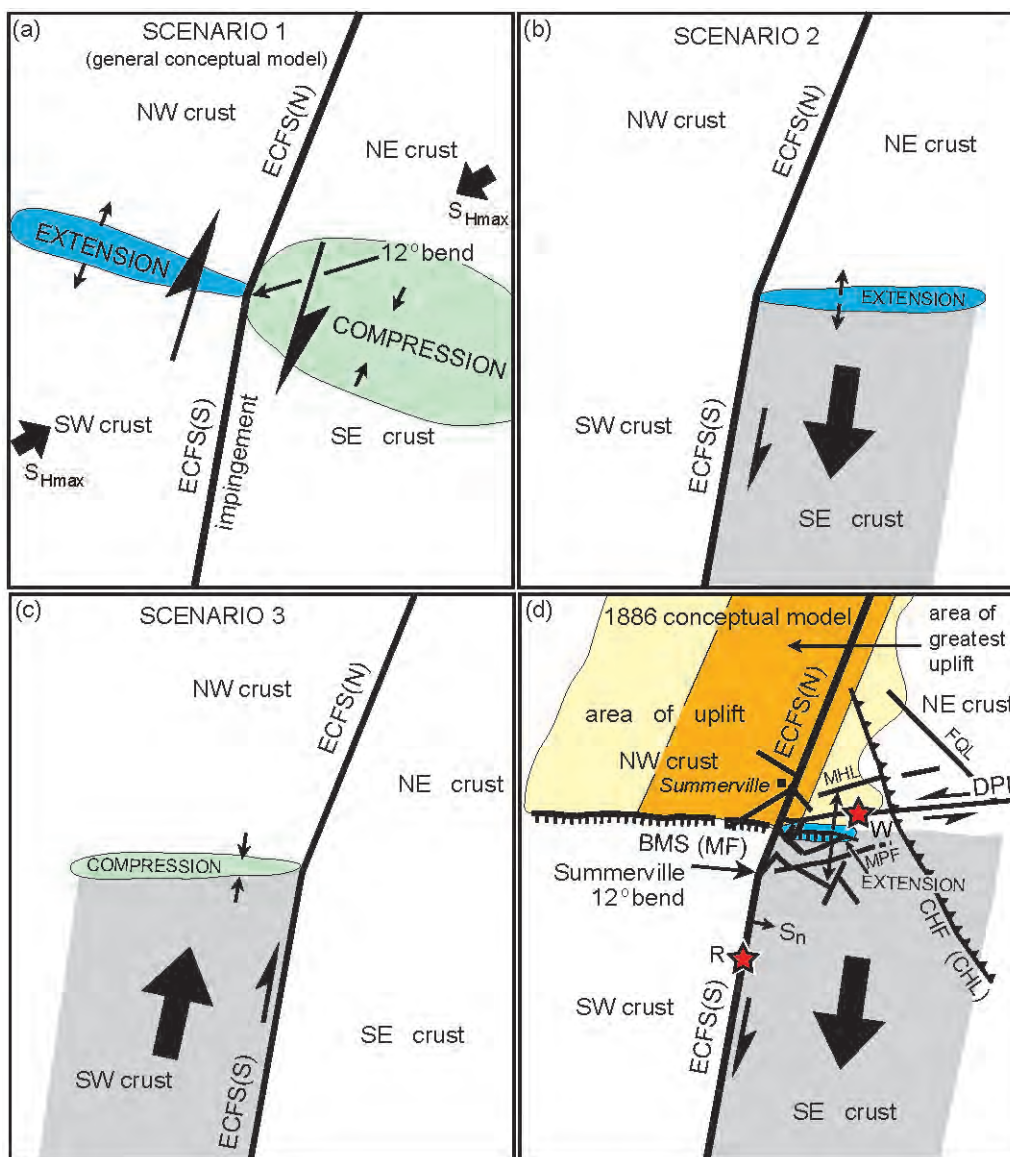 (a)
SCENARIO 1
(general conceptual model)
NW crust
ECFS(N)
NE crust
SHmax
EXTENSION
12° bend
COMPRESSION
SW crust
SHmax
ECFS(S)
impingement
SE crust
(b)
SCENARIO 2
NW crust
ECFS(N)
NE crust
EXTENSION
SW crust
ECFS(S)
SE crust
(c)
SCENARIO 3
NW crust
ECFS(N)
NE crust
COMPRESSION
SW crust
ECFS(S)
SE crust
(d)
1886 conceptual model
area of
greatest
uplift
NE crust
area of uplift
ECFS(N)
NW crust
Summerville
MHL
FQL
W
BMS (MF)
MPF
EXTENSION
Summerville
12° bend
CHF (CHL)
Sn
R
SW crust
ECFS(S)
SE crust